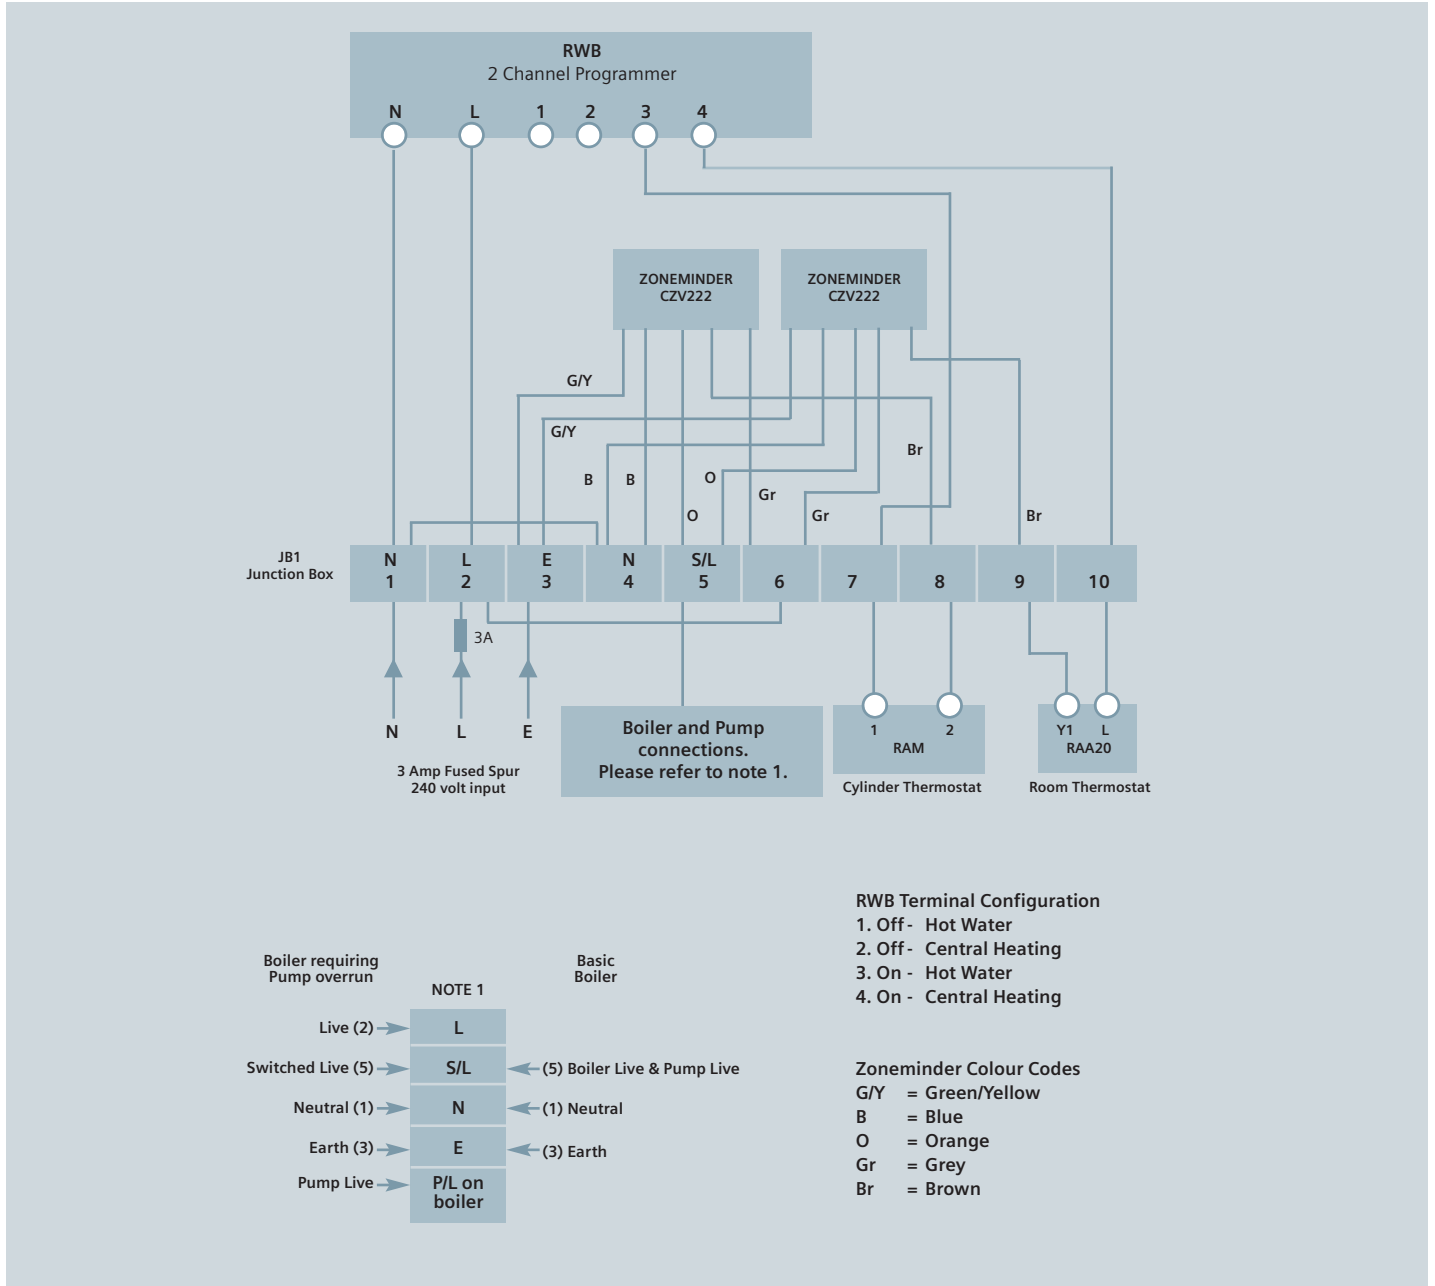 RWB
2 Channel Programmer
N L 1 2 3 4
ZONEMINDER
CZV222
ZONEMINDER
CZV222
G/Y
G/Y
Br
B B O
Gr
O Gr Br
JB1
Junction Box
N L E N S/L
1 2 3 4 5 6 7 8 9 10
3A
N L E
3 Amp Fused Spur
240 volt input
Boiler and Pump
connections.
Please refer to note 1.
1 2
RAM
Cylinder Thermostat
Y1 L
RAA20
Room Thermostat
RWB Terminal Configuration
1. Off - Hot Water
2. Off - Central Heating
3. On - Hot Water
4. On - Central Heating
Boiler requiring
Pump overrun
NOTE 1
Basic
Boiler
Live (2) L
Switched Live (5) S/L (5) Boiler Live & Pump Live
Neutral (1) N (1) Neutral
Earth (3) E (3) Earth
Pump Live P/L on
boiler
Zoneminder Colour Codes
G/Y = Green/Yellow
B = Blue
O = Orange
Gr = Grey
Br = Brown